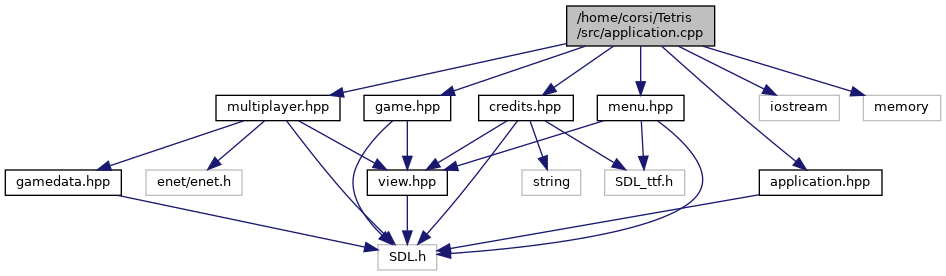 /home/corsi/Tetris
/src/application.cpp
multiplayer.hpp
game.hpp
credits.hpp
menu.hpp
iostream
memory
gamedata.hpp
enet/enet.h
view.hpp
string
SDL_ttf.h
application.hpp
SDL.h